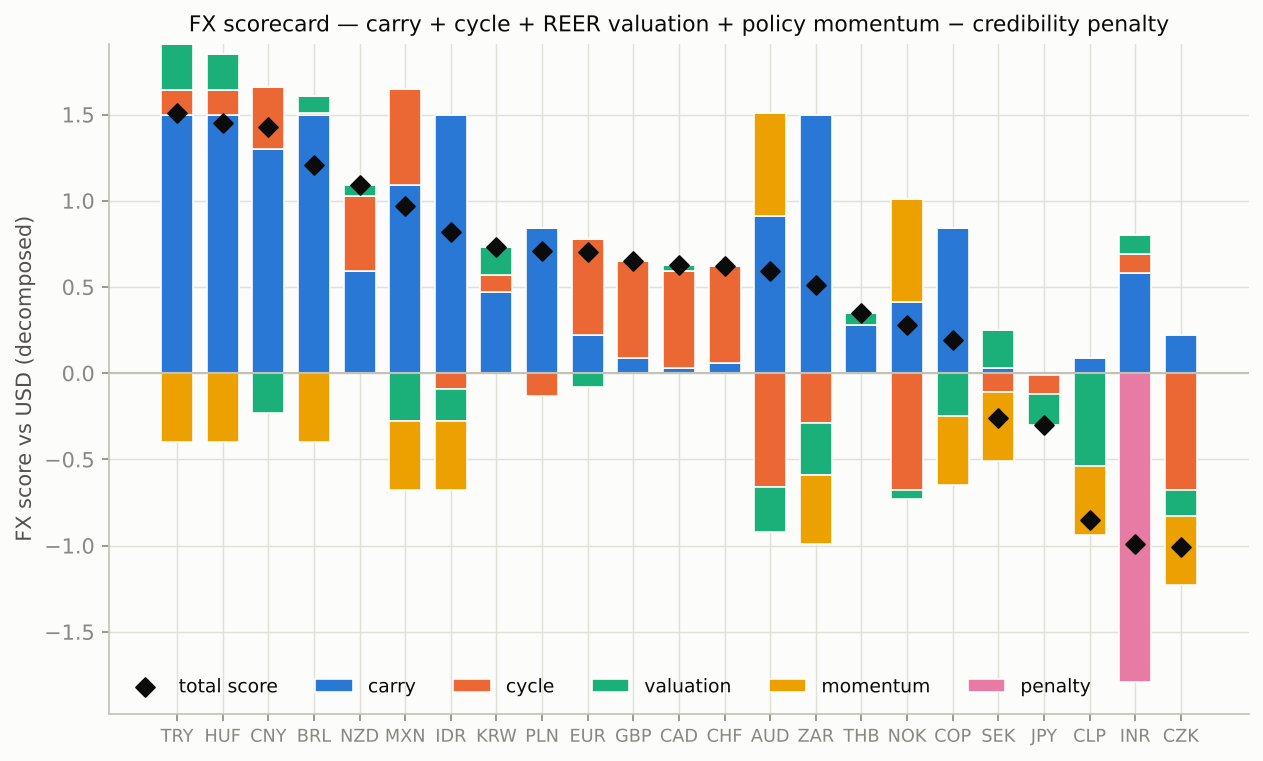 FX scorecard — carry + cycle + REER valuation + policy momentum − credibility penalty
FX score vs USD (decomposed)
1.5
1.0
0.5
0.0
−0.5
−1.0
−1.5
total score carry cycle valuation momentum penalty
TRY HUF CNY BRL NZD MXN IDR KRW PLN EUR GBP CAD CHF AUD ZAR THB NOK COP SEK JPY CLP INR CZK